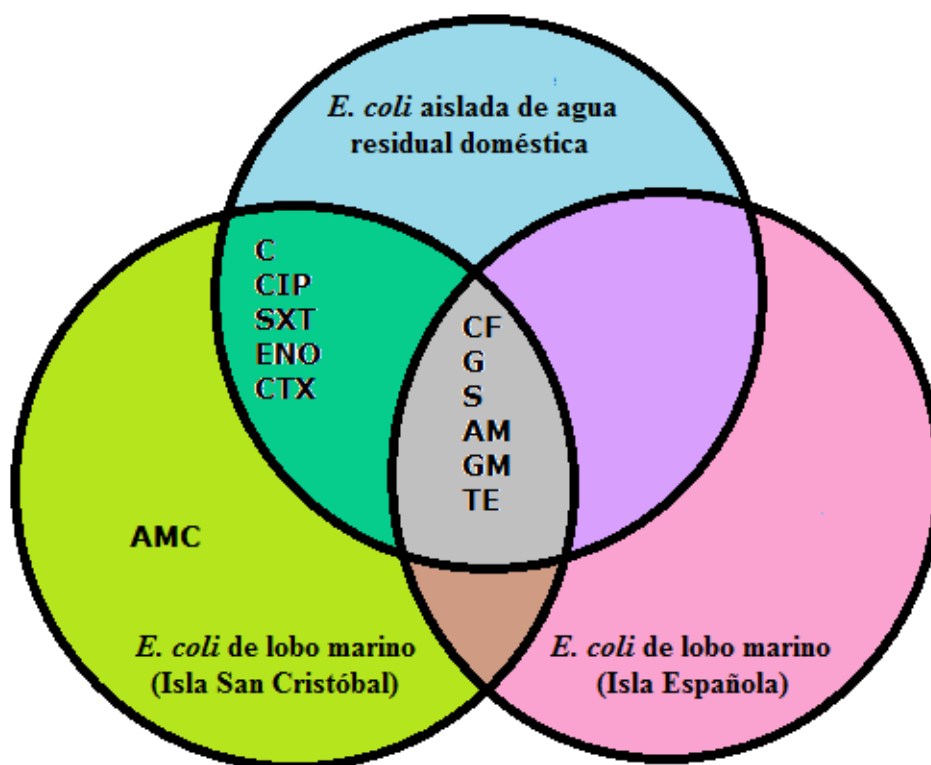 E. coli aislada de agua
residual doméstica
C
CIP
SXT
ENO
CTX
CF
G
S
AM
GM
TE
AMC
E. coli de lobo marino
(Isla San Cristóbal)
E. coli de lobo marino
(Isla Española)